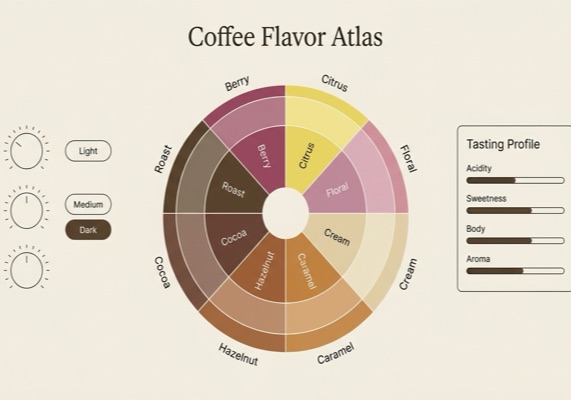 Coffee Flavor Atlas
Light
Medium
Dark
Berry
Citrus
Floral
Cream
Caramel
Hazelnut
Cocoa
Roast
Berry
Citrus
Floral
Cream
Caramel
Hazelnut
Cocoa
Roast
Tasting Profile
Acidity
Sweetness
Body
Aroma